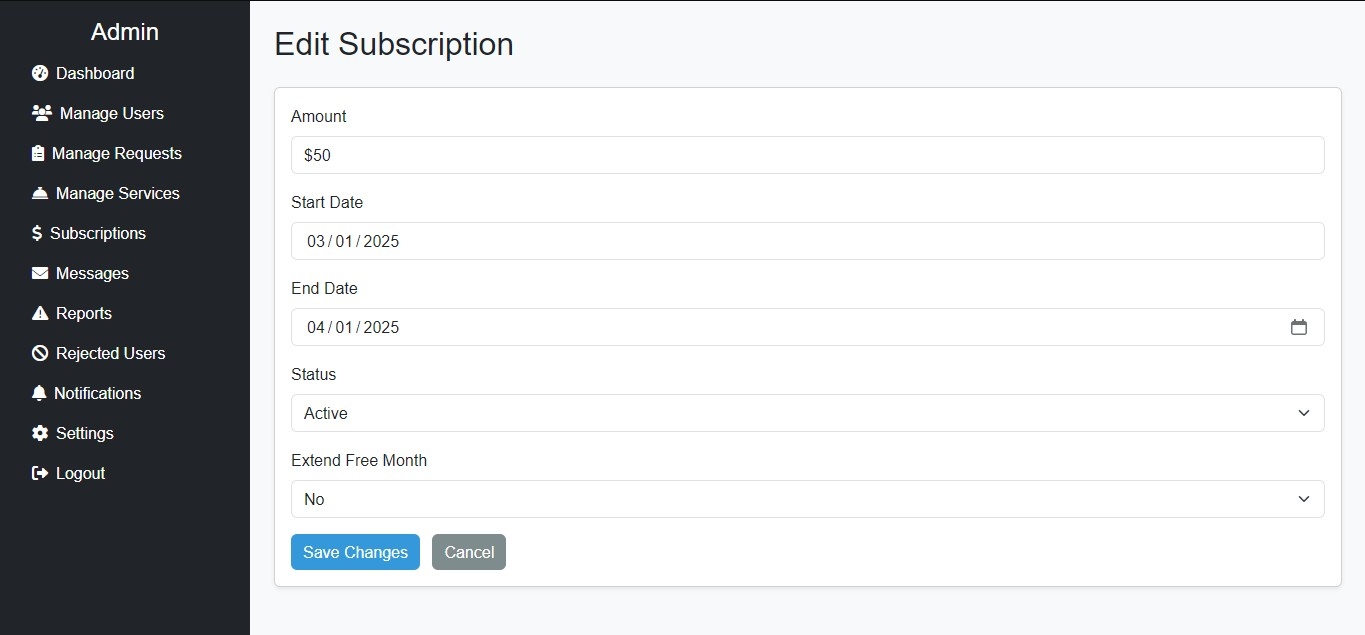 Admin
Dashboard
Manage Users
Manage Requests
Manage Services
Subscriptions
Messages
Reports
Rejected Users
Notifications
Settings
Logout
Edit Subscription
Amount
$50
Start Date
03/01/2025
End Date
04/01/2025
Status
Active
Extend Free Month
No
Save Changes
Cancel